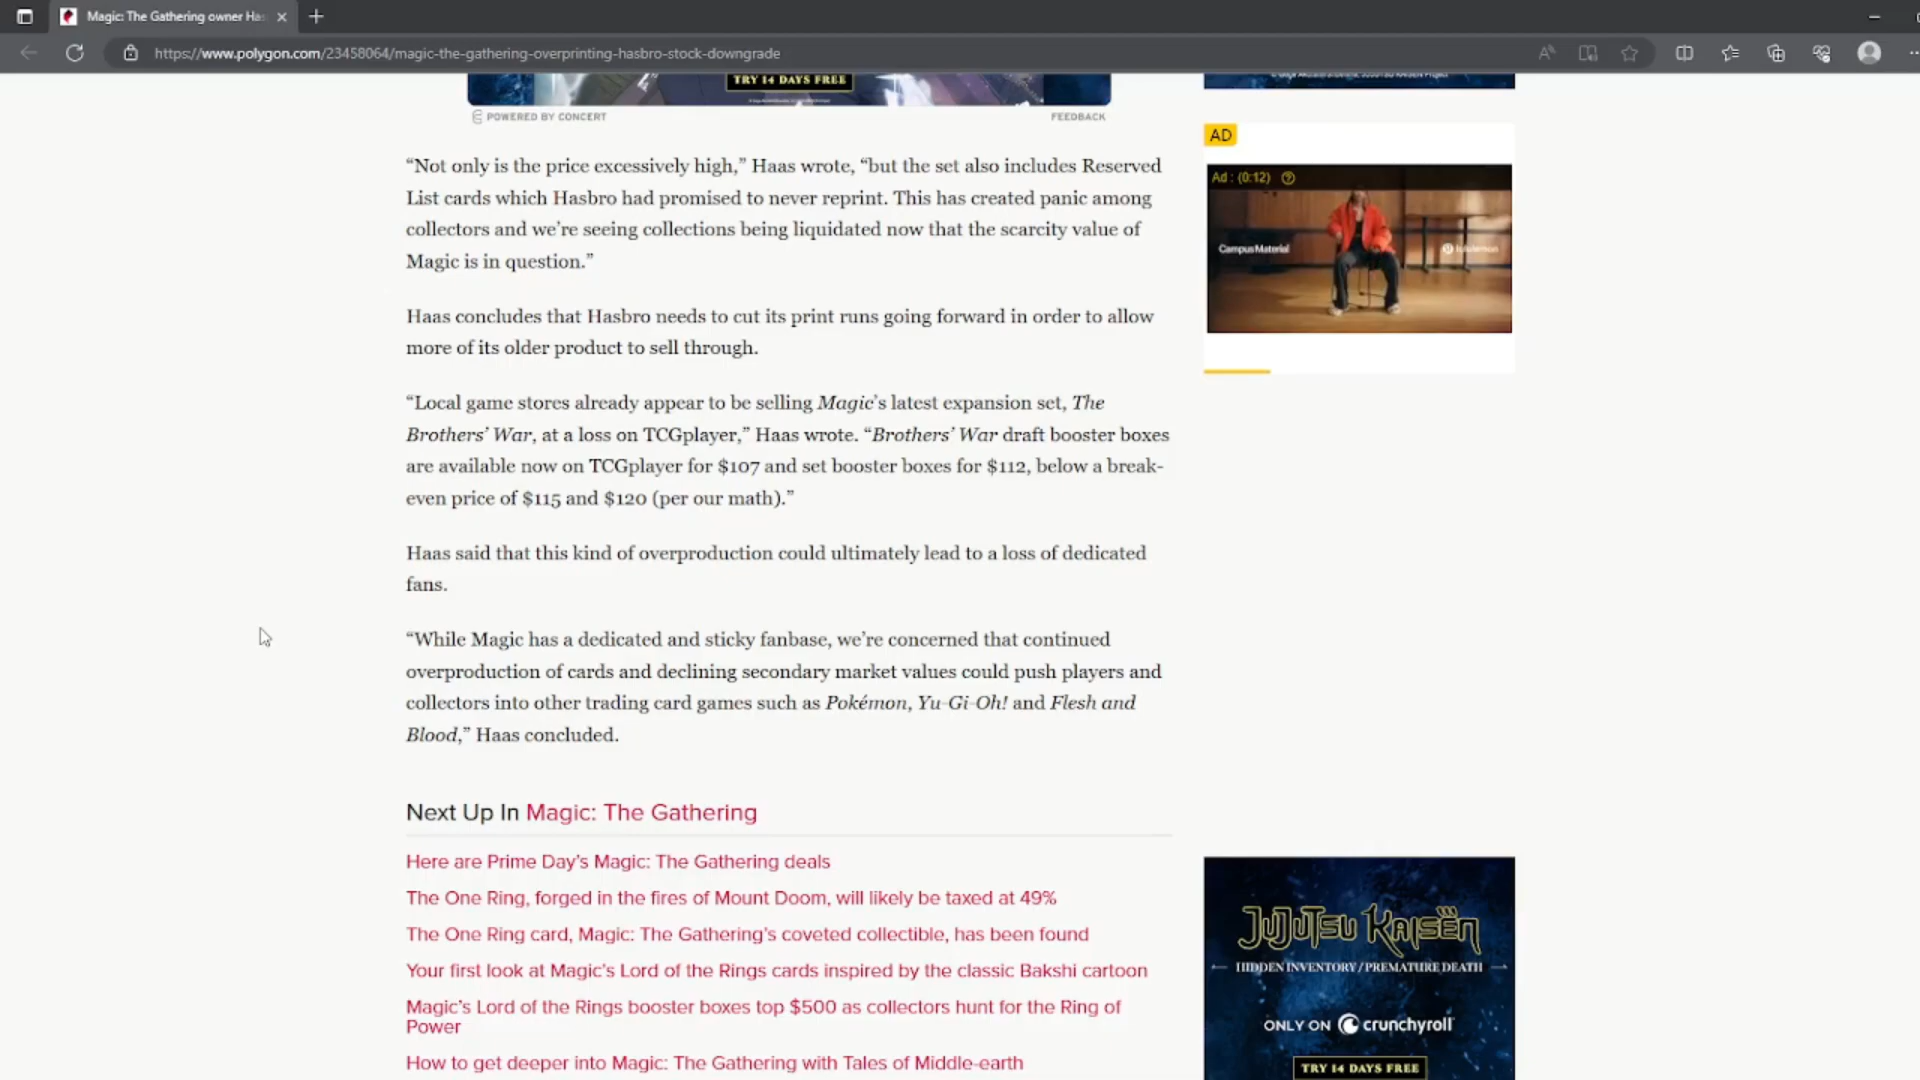 Magic: The Gathering owner Has
https://www.polygon.com/23458064/magic-the-gathering-overprinting-hasbro-stock-downgrade
TRY 14 DAYS FREE
POWERED BY CONCERT
FEEDBACK
“Not only is the price excessively high,” Haas wrote, “but the set also includes Reserved
List cards which Hasbro had promised to never reprint. This has created panic among
collectors and we’re seeing collections being liquidated now that the scarcity value of
Magic is in question.”
Haas concludes that Hasbro needs to cut its print runs going forward in order to allow
more of its older product to sell through.
“Local game stores already appear to be selling Magic’s latest expansion set, The
Brothers’ War, at a loss on TCGplayer,” Haas wrote. “Brothers’ War draft booster boxes
are available now on TCGplayer for $107 and set booster boxes for $112, below a break-
even price of $115 and $120 (per our math).”
Haas said that this kind of overproduction could ultimately lead to a loss of dedicated
fans.
“While Magic has a dedicated and sticky fanbase, we’re concerned that continued
overproduction of cards and declining secondary market values could push players and
collectors into other trading card games such as Pokémon, Yu-Gi-Oh! and Flesh and
Blood,” Haas concluded.
Next Up In Magic: The Gathering
Here are Prime Day’s Magic: The Gathering deals
The One Ring, forged in the fires of Mount Doom, will likely be taxed at 49%
The One Ring card, Magic: The Gathering’s coveted collectible, has been found
Your first look at Magic’s Lord of the Rings cards inspired by the classic Bakshi cartoon
Magic’s Lord of the Rings booster boxes top $500 as collectors hunt for the Ring of
Power
How to get deeper into Magic: The Gathering with Tales of Middle-earth
AD
Ad : (0:12)
Campus Material
lululemon
JUJUTSU KAISEN
HIDDEN INVENTORY / PREMATURE DEATH
ONLY ON crunchyroll
TRY 14 DAYS FREE